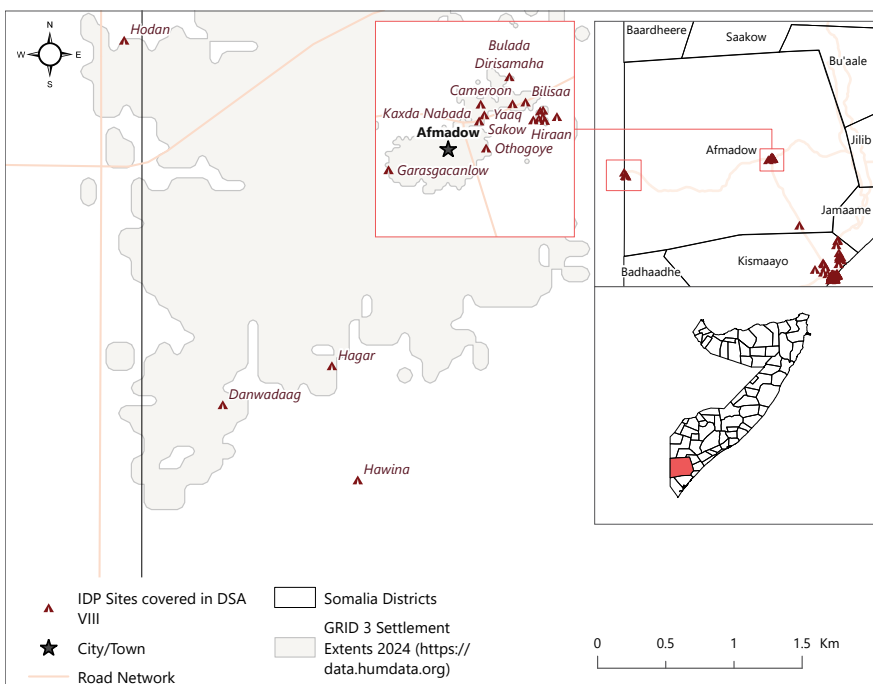 N
W
E
S
Hodan
Bulada
Dirisamaha
Cameroon
Bilisaa
Kaxda Nabada
Yaaq
Sakow
Hiraan
Afmadow
Othogoye
Garasgacanlow
Hagar
Danwadaag
Hawina
Baardheere
Saakow
Bu'aale
Jilib
Afmadow
Jamaame
Kismaayo
Badhaadhe
IDP Sites covered in DSA
VIII
City/Town
Road Network
Somalia Districts
GRID 3 Settlement
Extents 2024 (https://
data.humdata.org)
0 0.5 1 1.5 Km